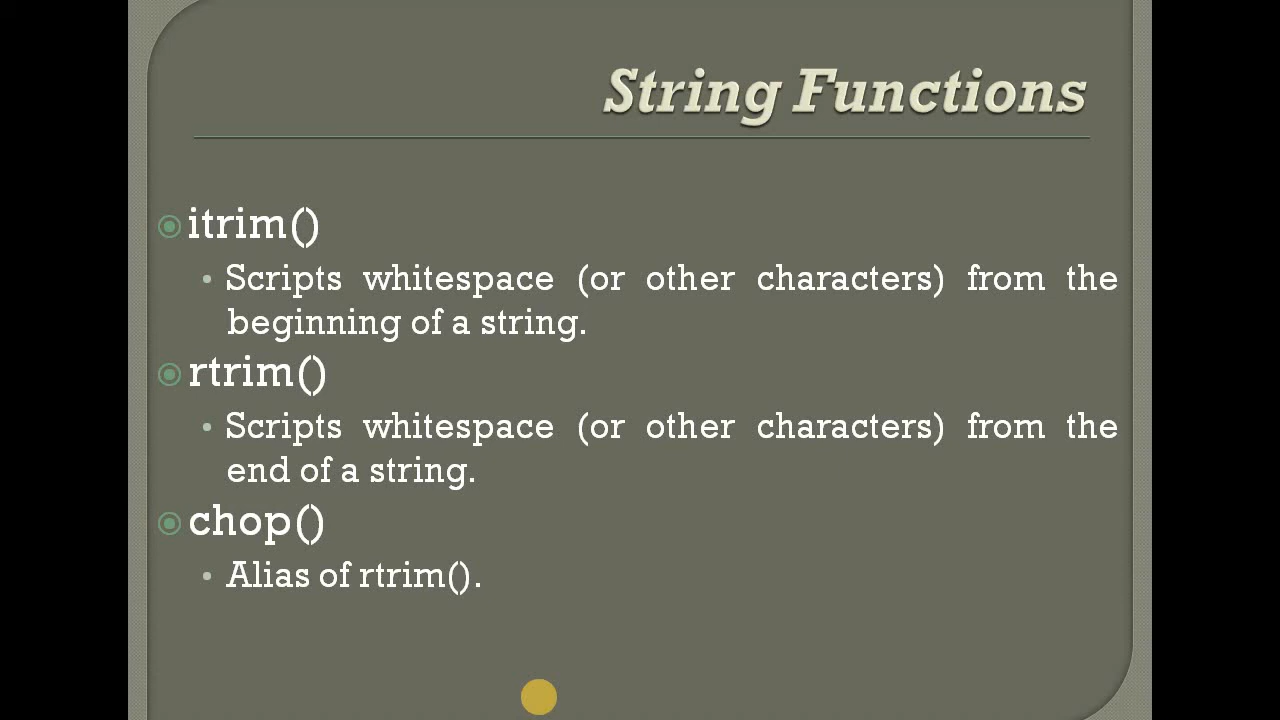 String Functions
itrim()
Scripts whitespace (or other characters) from the
beginning of a string.
rtrim()
Scripts whitespace (or other characters) from the
end of a string.
chop()
Alias of rtrim().